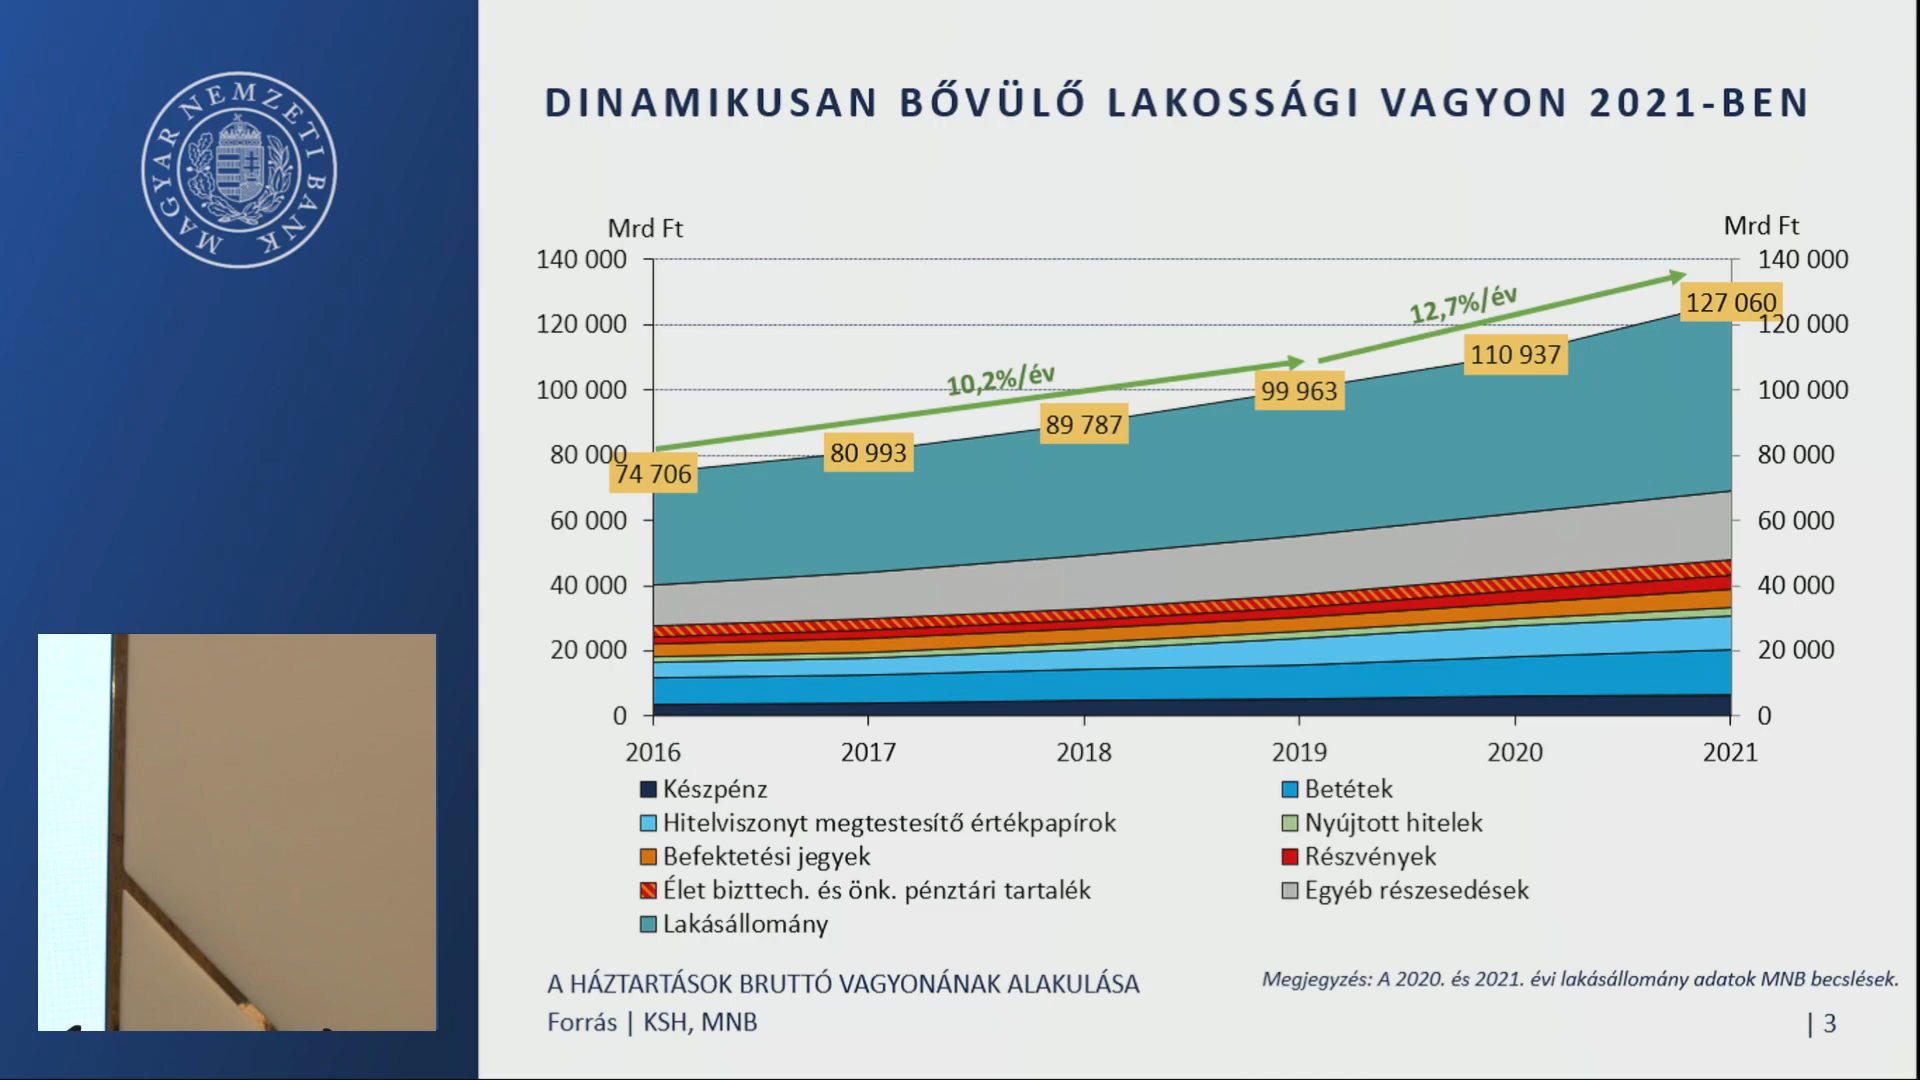 MAGYAR NEMZETI BANK
DINAMIKUSAN BŐVÜLŐ LAKOSSÁGI VAGYON 2021-BEN
Mrd Ft
Mrd Ft
140 000
140 000
12,7%/év
127 060
120 000
120 000
110 937
10,2%/év
100 000
99 963
100 000
89 787
80 000
80 993
80 000
74 706
60 000
60 000
40 000
40 000
20 000
20 000
0
0
2016 2017 2018 2019 2020 2021
Készpénz
Betétek
Hitelviszonyt megtestesítő értékpapírok
Nyújtott hitelek
Befektetési jegyek
Részvények
Élet bizttech. és önk. pénztári tartalék
Egyéb részesedések
Lakásállomány
A HÁZTARTÁSOK BRUTTÓ VAGYONÁNAK ALAKULÁSA
Megjegyzés: A 2020. és 2021. évi lakásállomány adatok MNB becslések.
Forrás | KSH, MNB
| 3